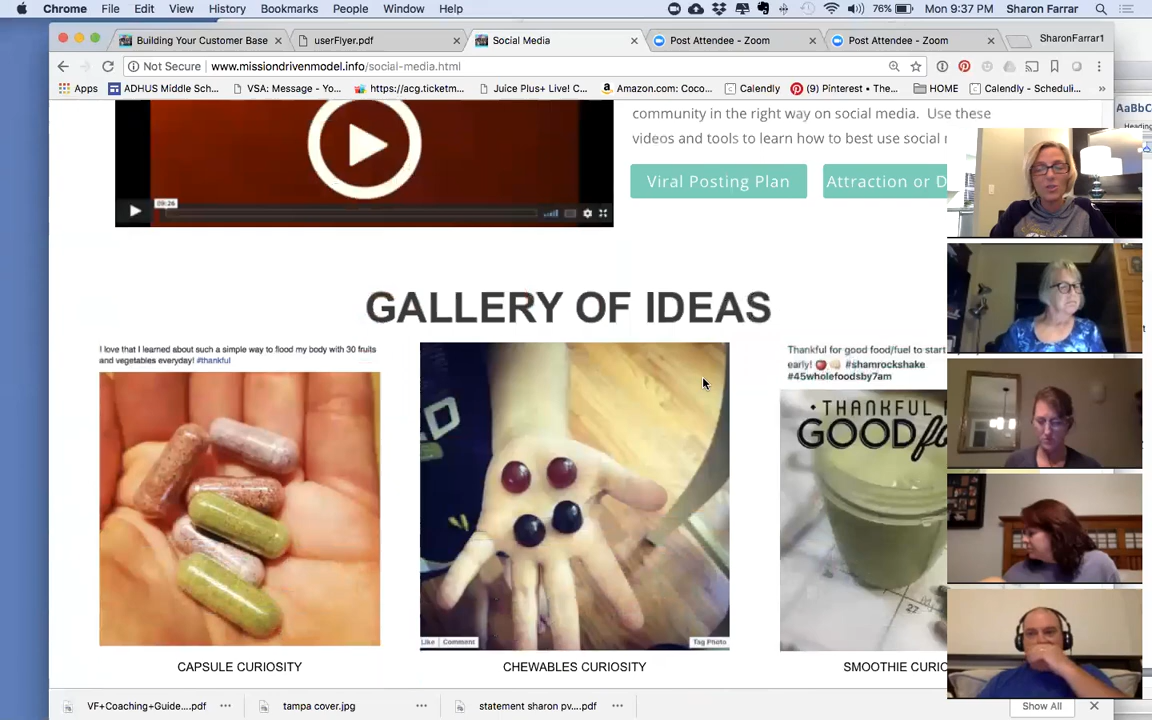 Chrome File Edit View History Bookmarks People Window Help 76% Mon 9:37 PM Sharon Farrar
Building Your Customer Base userFlyer.pdf Social Media Post Attendee - Zoom Post Attendee - Zoom SharonFarrar1
Not Secure www.missiondrivenmodel.info/social-media.html
Apps ADHUS Middle Sch... VSA: Message - Yo... https://acg.ticketm... Juice Plus+ Live! C... Amazon.com: Coco... Calendly (9) Pinterest • The... HOME Calendly - Scheduli... »
AaBbC
Heading
community in the right way on social media. Use these
videos and tools to learn how to best use social
Viral Posting Plan Attraction or D
09:26
GALLERY OF IDEAS
I love that I learned about such a simple way to flood my body with 30 fruits
and vegetables everyday! #thankful
Thankful for good food/fuel to start
early! #shamrockshake
#45wholefoodsby7am
THANKFUL
GOOD
27
Like Comment Tag Photo
CAPSULE CURIOSITY CHEWABLES CURIOSITY SMOOTHIE CURIO
VF+Coaching+Guide....pdf tampa cover.jpg statement sharon pv....pdf Show All